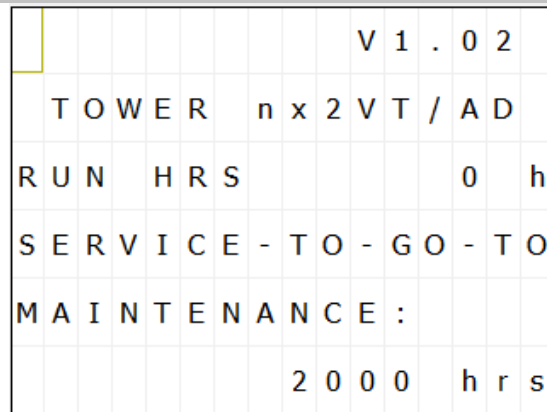 V1.02
TOWER nx2VT/AD
RUN HRS 0 h
SERVICE-TO-GO-TO
MAINTENANCE:
2000 hrs